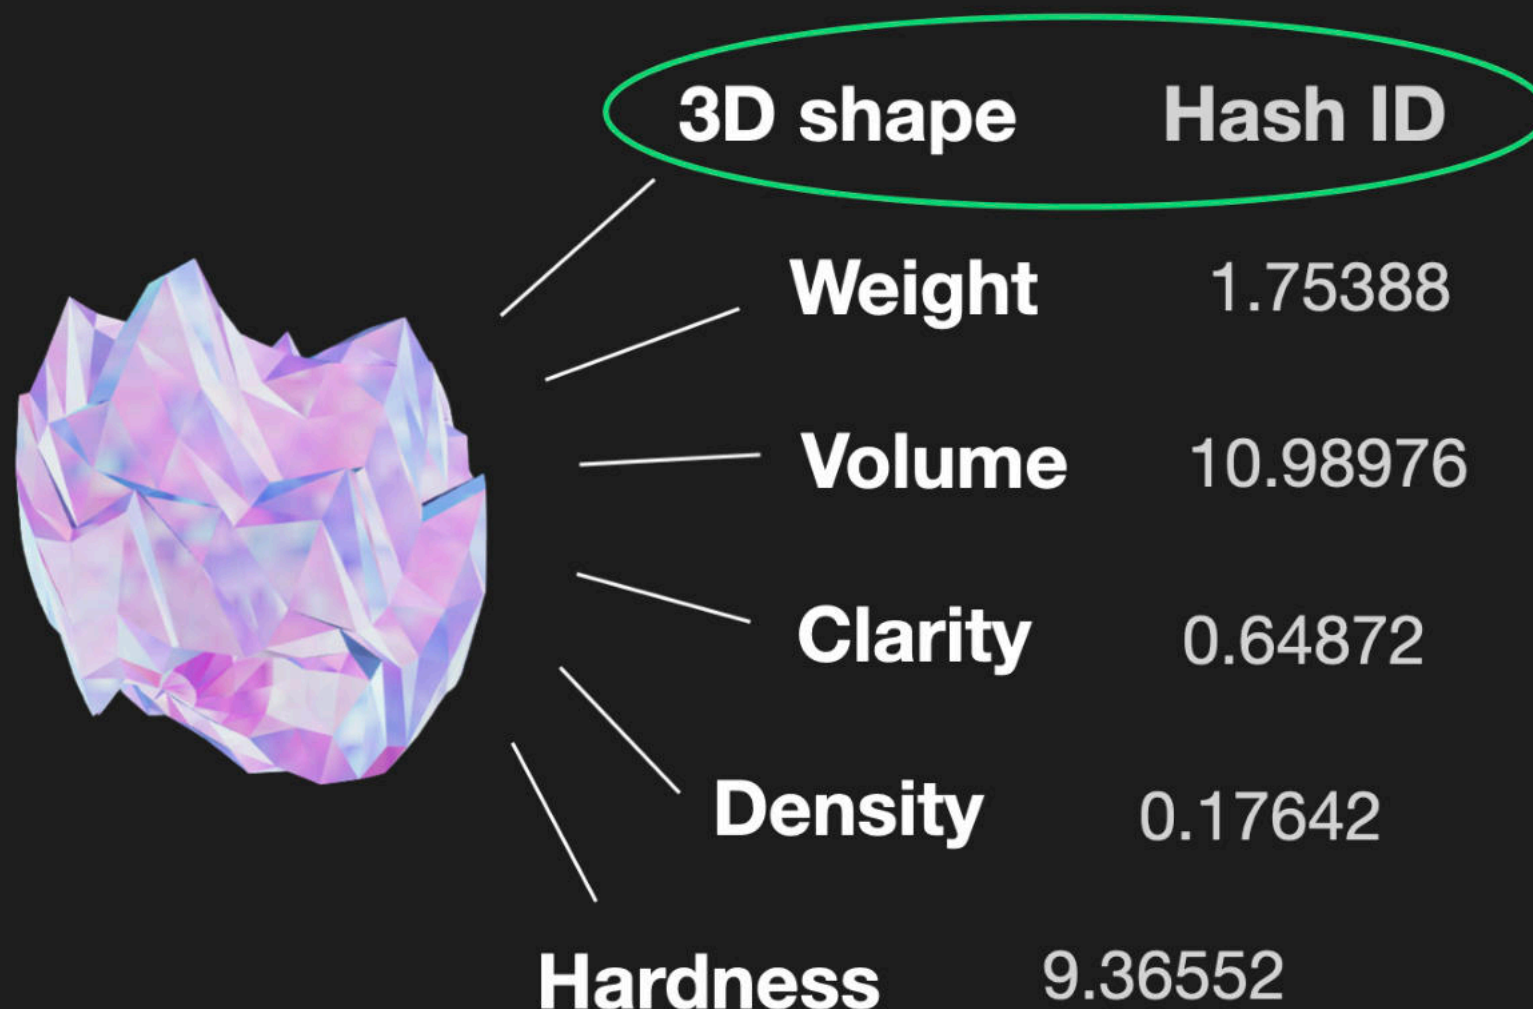 3D shape Hash ID
Weight 1.75388
Volume 10.98976
Clarity 0.64872
Density 0.17642
Hardness 9.36552